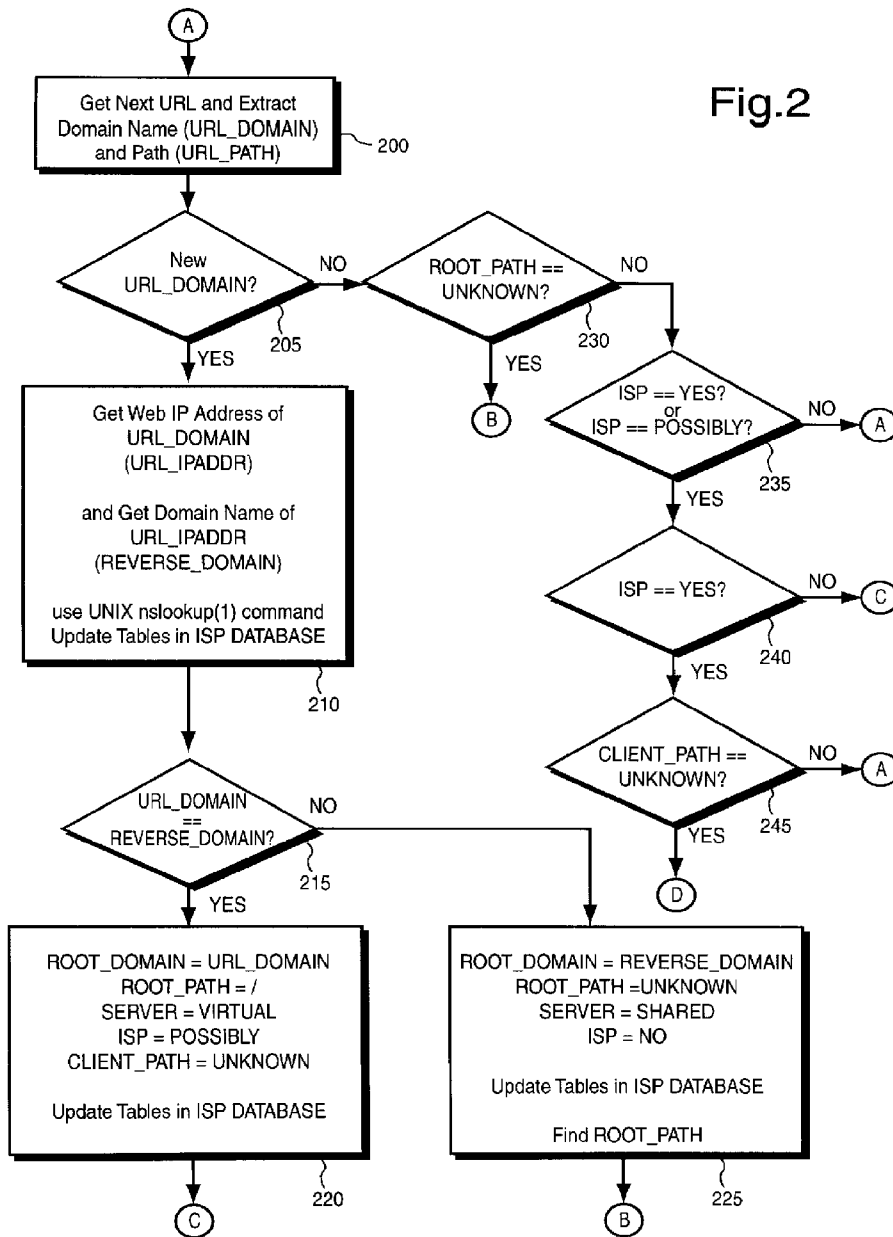 A
Fig.2
Get Next URL and Extract
Domain Name (URL_DOMAIN)
and Path (URL_PATH)
200
New
URL_DOMAIN?
NO
205
YES
ROOT_PATH ==
UNKNOWN?
NO
230
YES
B
ISP == YES?
or
ISP == POSSIBLY?
NO
A
235
YES
Get Web IP Address of
URL_DOMAIN
(URL_IPADDR)
and Get Domain Name of
URL_IPADDR
(REVERSE_DOMAIN)
use UNIX nslookup(1) command
Update Tables in ISP DATABASE
210
ISP == YES?
NO
C
240
YES
CLIENT_PATH ==
UNKNOWN?
NO
A
245
YES
D
URL_DOMAIN
==
REVERSE_DOMAIN?
NO
215
YES
ROOT_DOMAIN = URL_DOMAIN
ROOT_PATH = /
SERVER = VIRTUAL
ISP = POSSIBLY
CLIENT_PATH = UNKNOWN
Update Tables in ISP DATABASE
220
C
ROOT_DOMAIN = REVERSE_DOMAIN
ROOT_PATH =UNKNOWN
SERVER = SHARED
ISP = NO
Update Tables in ISP DATABASE
Find ROOT_PATH
225
B